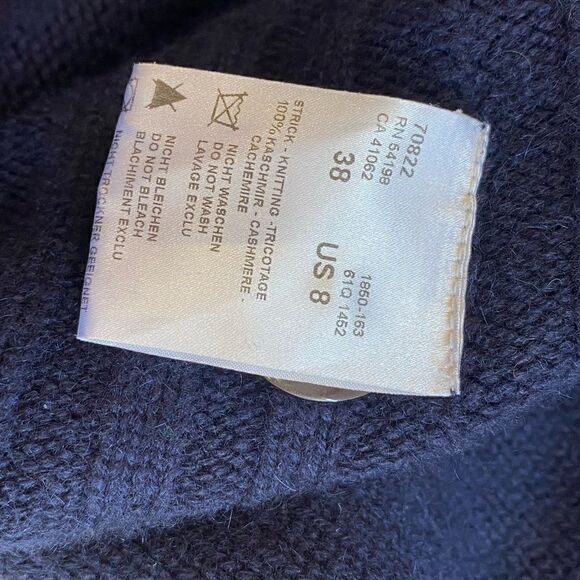 70822
RN 54198
CA 41062
38
US 8
1850-163
61Q 1452
STRICK - KNITTING -TRICOTAGE
100% KASCHMIR - CASHMERE -
CACHEMIRE
NICHT WASCHEN
DO NOT WASH
LAVAGE EXCLU
NICHT BLEICHEN
DO NOT BLEACH
BLACHIMENT EXCLU
NICHT TROCKNER GEEIGNET